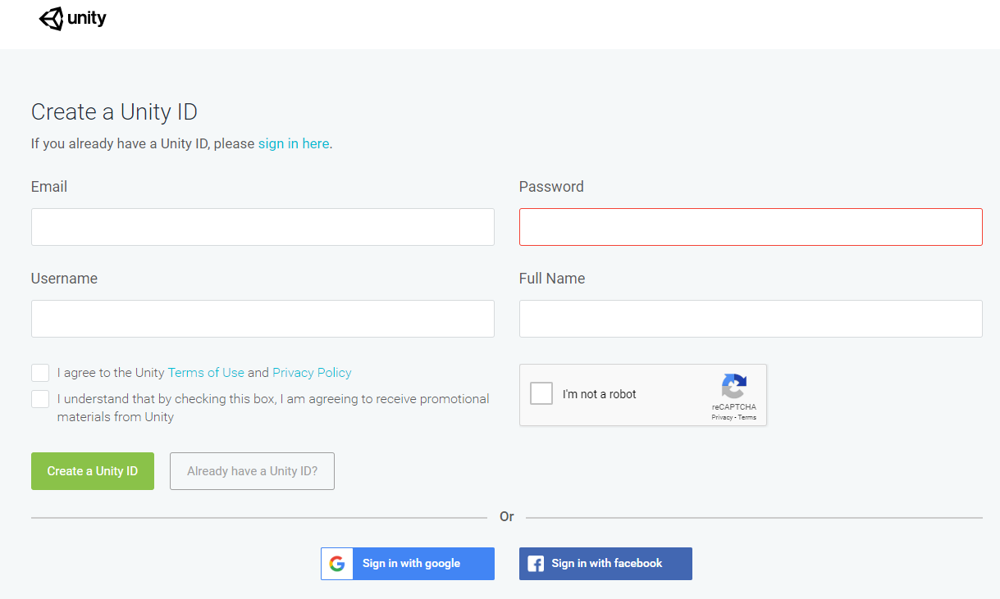 unity
Create a Unity ID
If you already have a Unity ID, please sign in here.
Email
Password
Username
Full Name
I agree to the Unity Terms of Use and Privacy Policy
I understand that by checking this box, I am agreeing to receive promotional
materials from Unity
I'm not a robot
reCAPTCHA
Privacy - Terms
Create a Unity ID
Already have a Unity ID?
Or
Sign in with google
Sign in with facebook